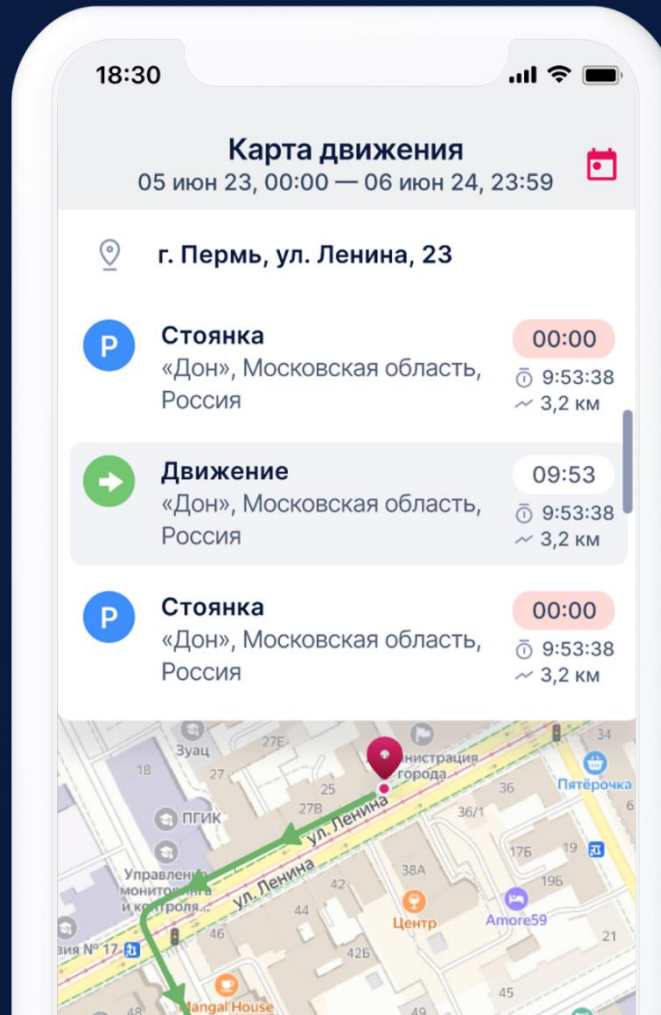 18:30
Карта движения
05 июн 23, 00:00 — 06 июн 24, 23:59
г. Пермь, ул. Ленина, 23
P
Стоянка
00:00
«Дон», Московская область,
Россия
9:53:38
3,2 км
Движение
09:53
«Дон», Московская область,
Россия
9:53:38
3,2 км
P
Стоянка
00:00
«Дон», Московская область,
Россия
9:53:38
3,2 км
Зуац
27Е
34
18
27
нистрация
города
25
36
Пятёрочка
ПГИК
27В
ул. Ленина
36/1
6
17Б
19
Управлени
мониторинга
и контроля...
38А
19Б
ул. Ленина
42
44
Центр
Amore59
зия № 17
46
42Б
21
45
Mangal House
48
49